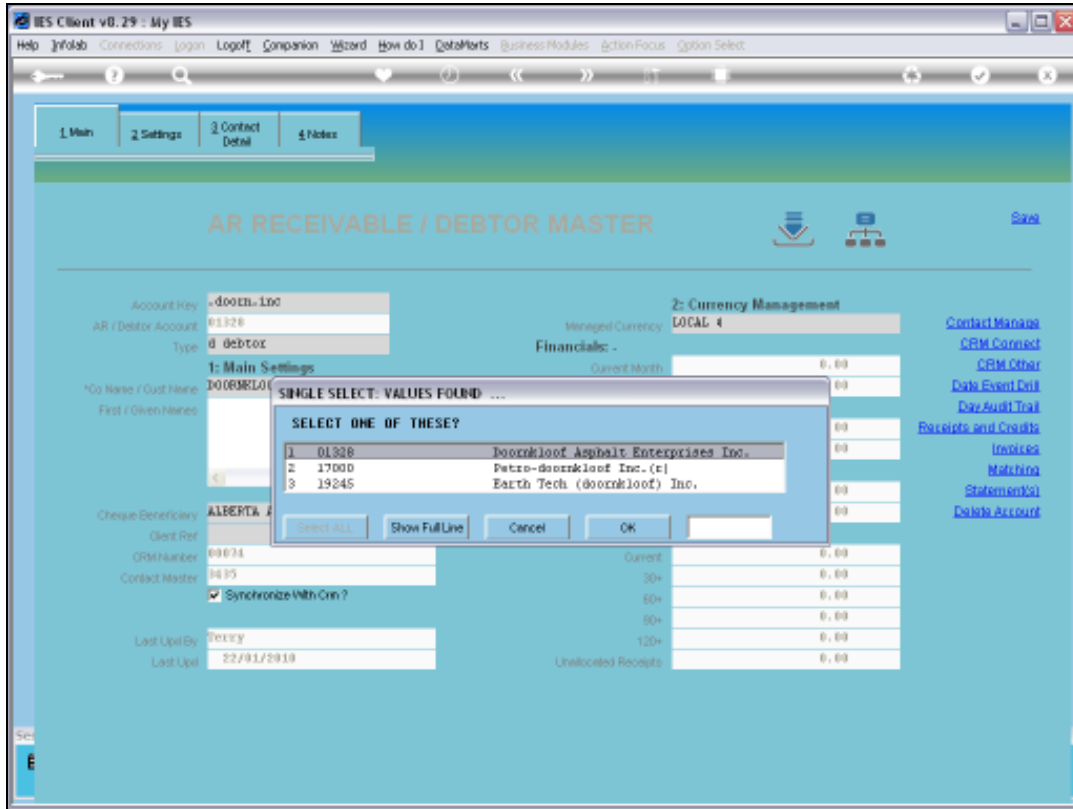 IES Client v8.29 : My IES
Help Infolab Connections Logon Logoff Companion Wizard How do I DataMarts Business Modules Action Focus Option Select
1 Main
2 Settings
3 Contact Detail
4 Notes
AR RECEIVABLE / DEBTOR MASTER
Save
Account Key .doorn.inc
2: Currency Management
AR / Debtor Account 01328
Managed Currency LOCAL
Type d debtor
Financials: -
1: Main Settings
Current Month 0.00
*Co Name / Cust Name
First / Given Names
Contact Manage
CRM Connect
CRM Other
Date Event Drill
Day Audit Trail
Receipts and Credits
Invoices
Matching
Statement(s)
Delete Account
SINGLE SELECT: VALUES FOUND ...
SELECT ONE OF THESE?
1 01328 Doornkloof Asphalt Enterprises Inc.
2 17000 Petro-doornkloof Inc.(r)
3 19245 Earth Tech (doornkloof) Inc.
Select ALL Show Full Line Cancel OK
Cheque Beneficiary ALBERTA
Client Ref
CRM Number 00074
Current 0.00
Contact Master 3435
30+ 0.00
Synchronize With Crm ?
60+ 0.00
90+ 0.00
Last Upd By Terry
120+ 0.00
Last Upd 22/01/2010
Unallocated Receipts 0.00